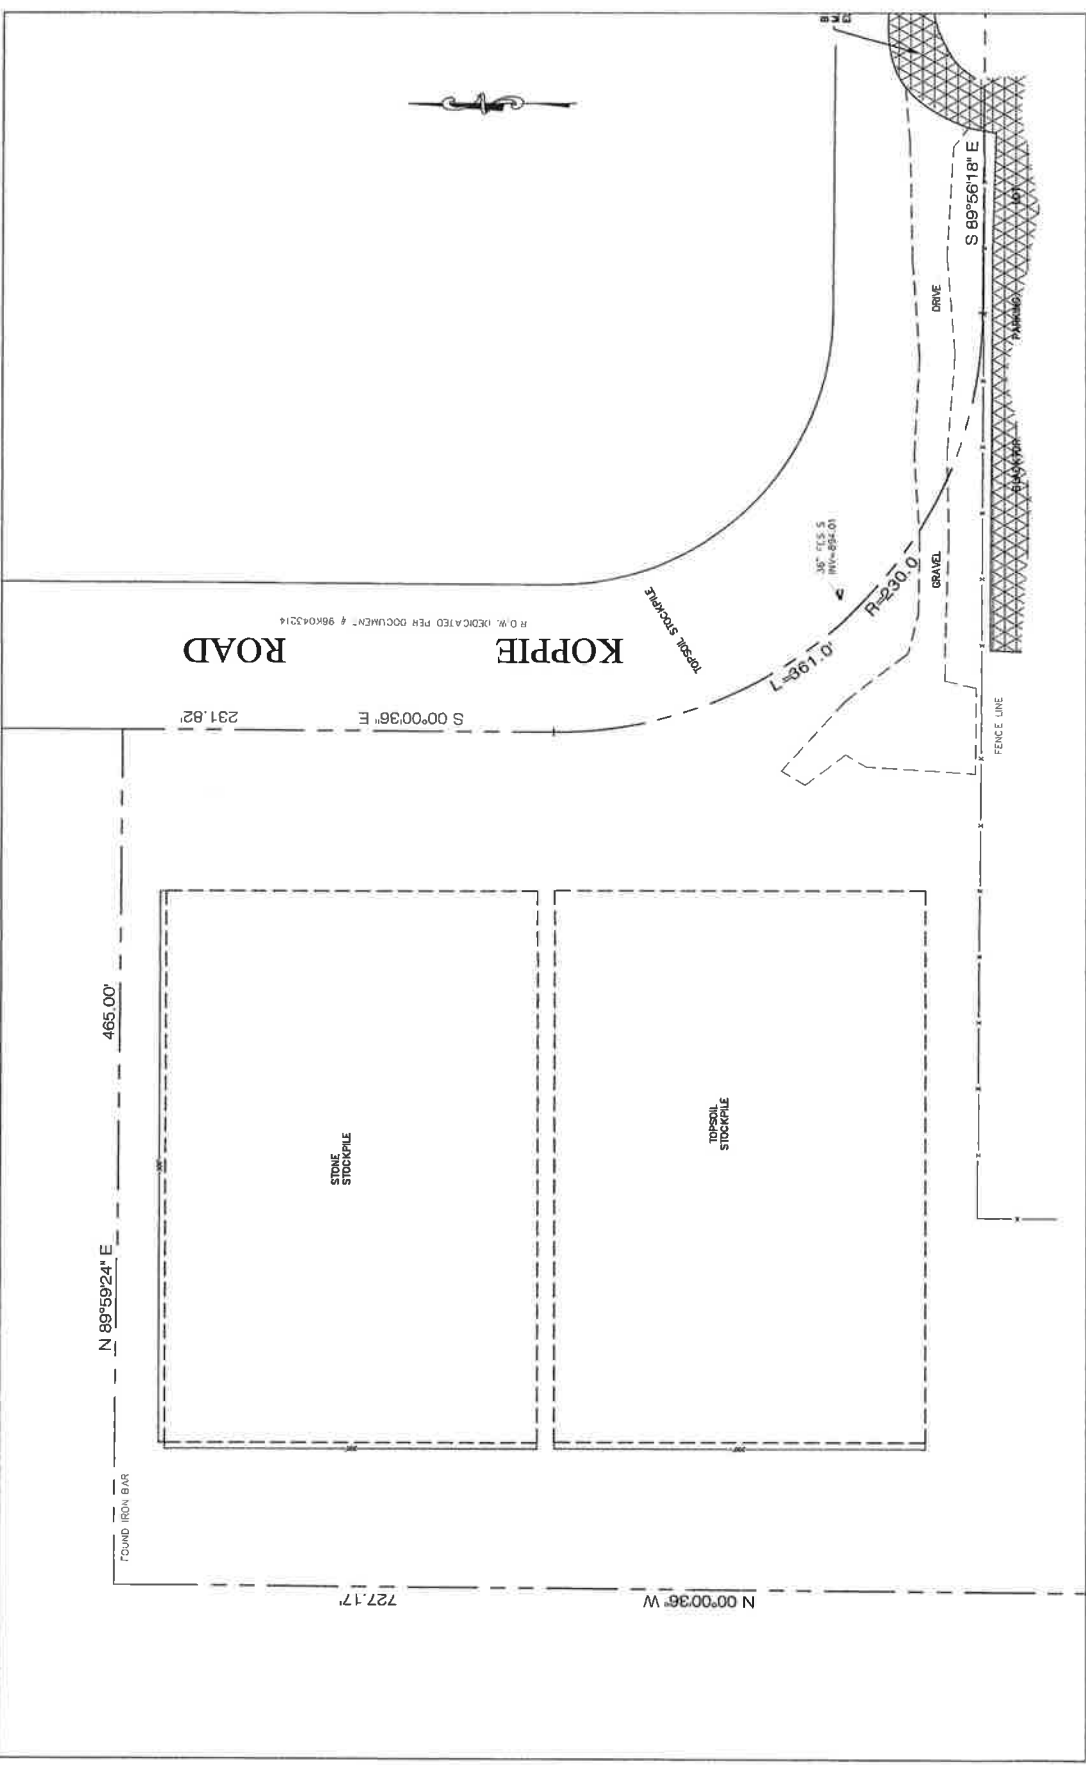 N 89°59'24" E
465.00'
FOUND IRON BAR
727.17'
N 00°00'36" W
STONE
STOCKPILE
TOPSOIL
STOCKPILE
231.82'
S 00°00'36" E
KOPPIE
ROAD
R.O.W. DEDICATED PER DOCUMENT # 96K043214
TOPSOIL STOCKPILE
36" FES S
INV=894.01
L=361.0'
R=230.0'
GRAVEL
DRIVE
S 89°56'18" E
FENCE LINE
BLACKTOP
PARKING
LOT